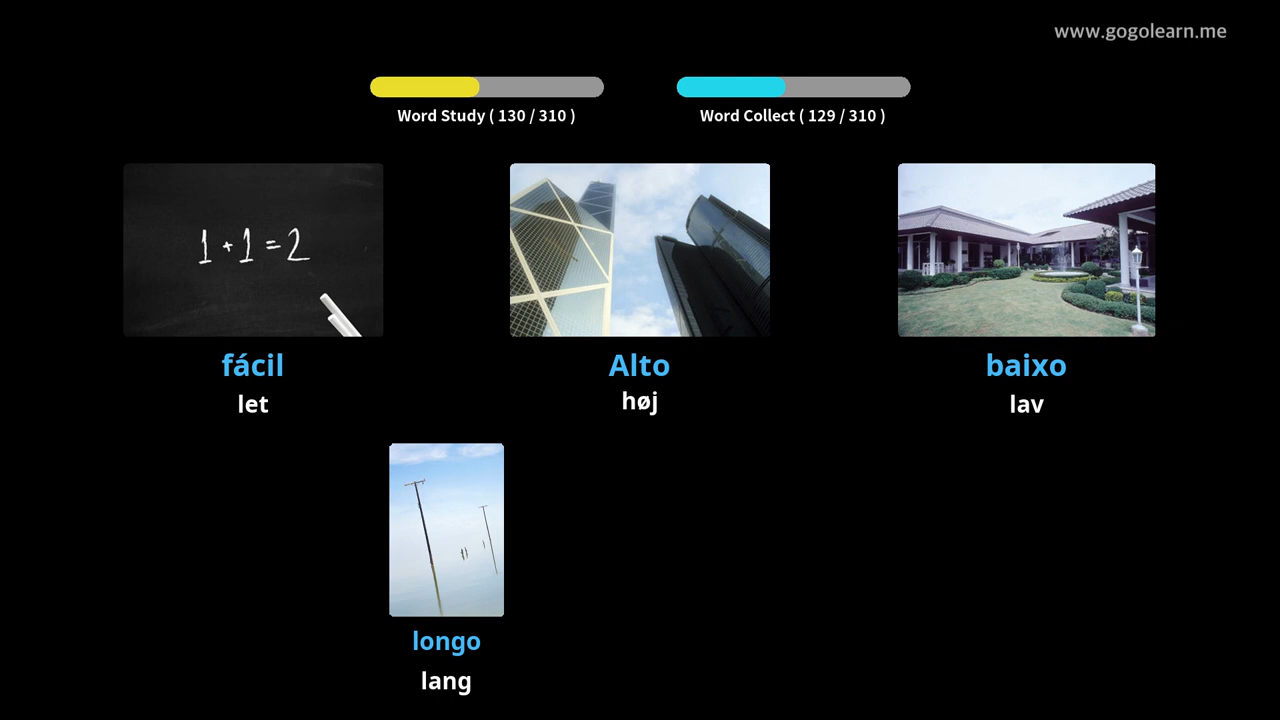 www.gogolearn.me
Word Study ( 130 / 310 )
Word Collect ( 129 / 310 )
1 + 1 = 2
fácil
Alto
baixo
let
høj
lav
longo
lang